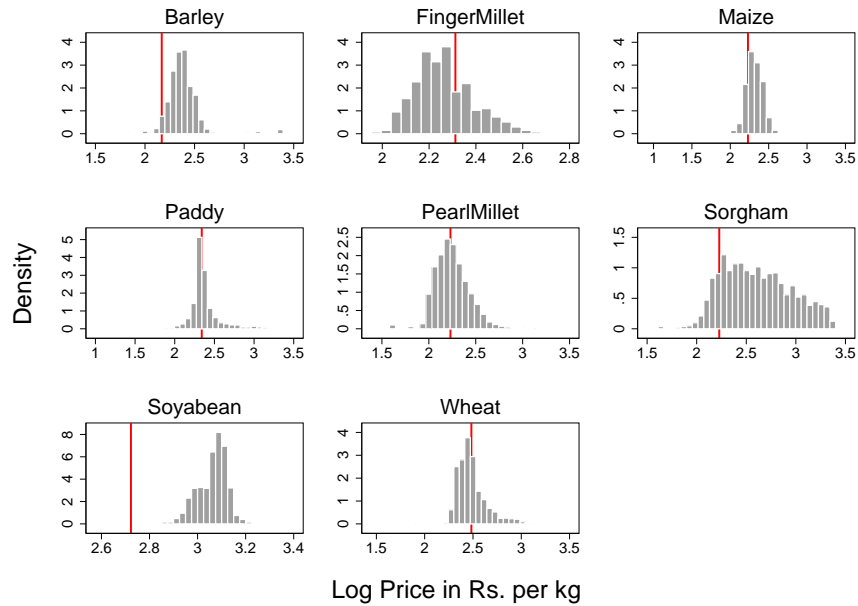 Barley FingerMillet Maize
0 1 2 3 4
1.5 2 2.5 3 3.5
0 1 2 3 4
2 2.2 2.4 2.6 2.8
0 1 2 3 4
1 1.5 2 2.5 3 3.5
Paddy PearlMillet Sorgham
0 1 2 3 4 5
1 1.5 2 2.5 3 3.5
0 .5 1 1.5 2 2.5
1.5 2 2.5 3 3.5
0 .5 1 1.5
1.5 2 2.5 3 3.5
Soyabean Wheat
0 2 4 6 8
2.6 2.8 3 3.2 3.4
0 1 2 3 4
1.5 2 2.5 3 3.5
Density
Log Price in Rs. per kg